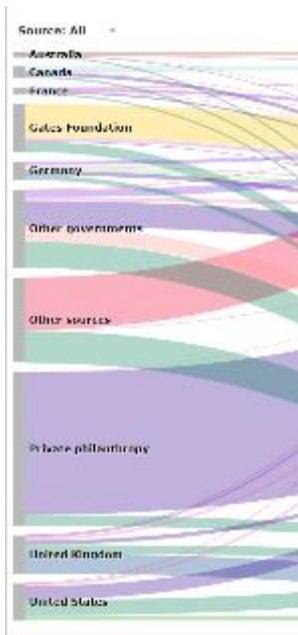 Source: All
Australia
Canada
France
Gates Foundation
Germany
Other governments
Other sources
Private philanthropy
United Kingdom
United States